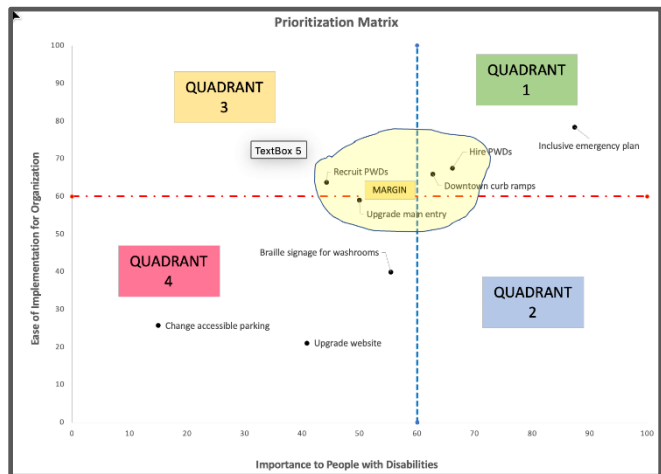 Prioritization Matrix
100
90
80
70
60
50
40
30
20
10
0
Ease of Implementation for Organization
QUADRANT
3
QUADRANT
1
TextBox 5
Inclusive emergency plan
Hire PWDs
Recruit PWDs
Downtown curb ramps
MARGIN
Upgrade main entry
Braille signage for washrooms
QUADRANT
4
QUADRANT
2
Change accessible parking
Upgrade website
0
10
20
30
40
50
60
70
80
90
100
Importance to People with Disabilities